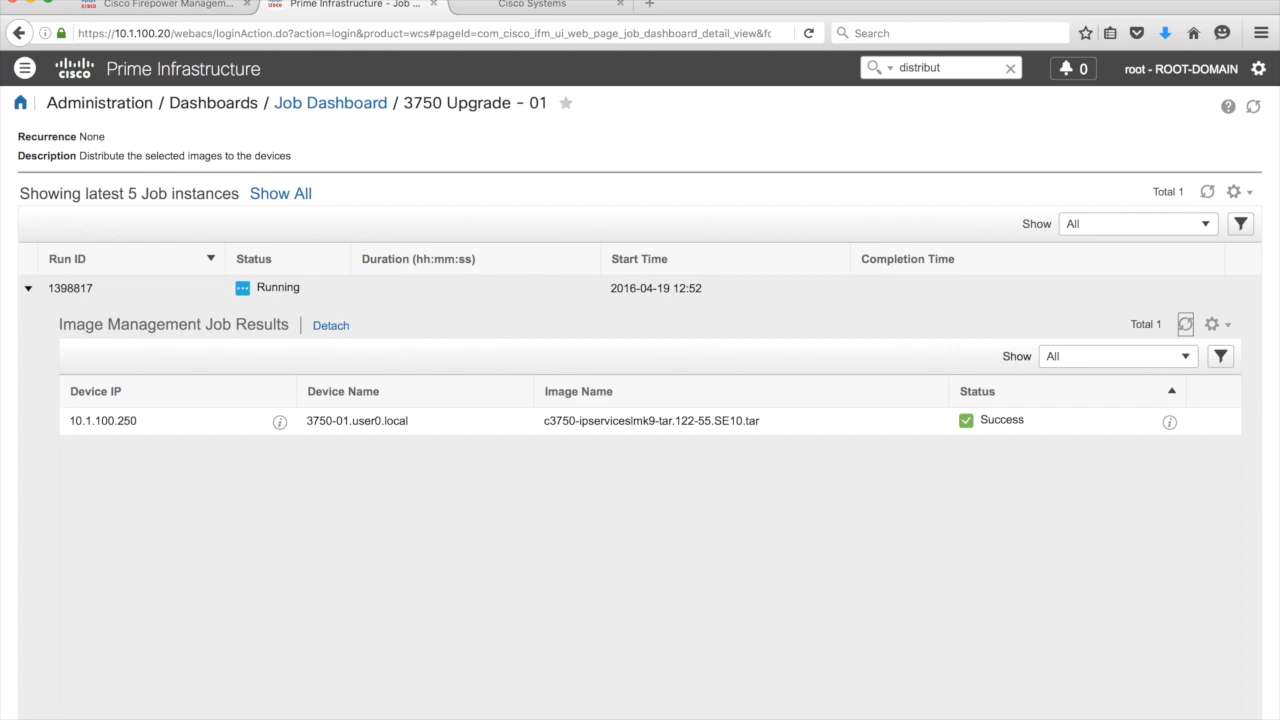 Cisco Firepower Managem... × Prime Infrastructure - Job ... × Cisco Systems × +
https://10.1.100.20/webacs/loginAction.do?action=login&product=wcs#pageId=com_cisco_ifm_ui_web_page_job_dashboard_detail_view&fc Search
cisco Prime Infrastructure distribut 0 root - ROOT-DOMAIN
Administration / Dashboards / Job Dashboard / 3750 Upgrade - 01
Recurrence None
Description Distribute the selected images to the devices
Showing latest 5 Job instances Show All Total 1
Show All
Run ID Status Duration (hh:mm:ss) Start Time Completion Time
1398817 Running 2016-04-19 12:52
Image Management Job Results | Detach Total 1
Show All
Device IP Device Name Image Name Status
10.1.100.250 3750-01.user0.local c3750-ipserviceslmk9-tar.122-55.SE10.tar Success